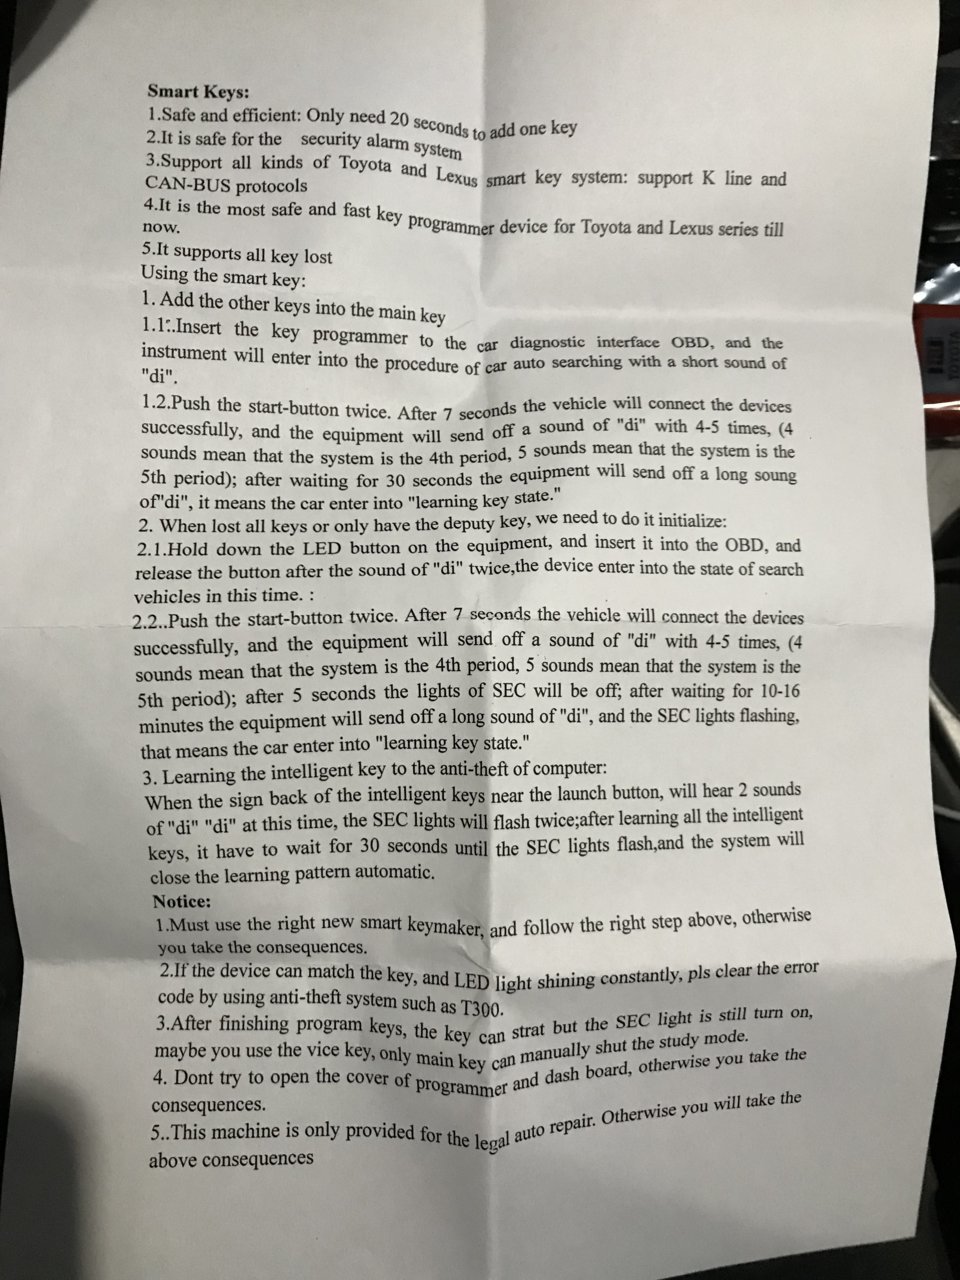 Smart Keys:
1.Safe and efficient: Only need 20 seconds to add one key
2.It is safe for the security alarm system
3.Support all kinds of Toyota and Lexus smart key system: support K line and
CAN-BUS protocols
4.It is the most safe and fast key programmer device for Toyota and Lexus series till
now.
5.It supports all key lost
Using the smart key:
1. Add the other keys into the main key
1.1:.Insert the key programmer to the car diagnostic interface OBD, and the
instrument will enter into the procedure of car auto searching with a short sound of
"di".
1.2.Push the start-button twice. After 7 seconds the vehicle will connect the devices
successfully, and the equipment will send off a sound of "di" with 4-5 times, (4
sounds mean that the system is the 4th period, 5 sounds mean that the system is the
5th period); after waiting for 30 seconds the equipment will send off a long soung
of"di", it means the car enter into "learning key state."
2. When lost all keys or only have the deputy key, we need to do it initialize:
2.1.Hold down the LED button on the equipment, and insert it into the OBD, and
release the button after the sound of "di" twice,the device enter into the state of search
vehicles in this time. :
2.2..Push the start-button twice. After 7 seconds the vehicle will connect the devices
successfully, and the equipment will send off a sound of "di" with 4-5 times, (4
sounds mean that the system is the 4th period, 5 sounds mean that the system is the
5th period); after 5 seconds the lights of SEC will be off; after waiting for 10-16
minutes the equipment will send off a long sound of "di", and the SEC lights flashing,
that means the car enter into "learning key state."
3. Learning the intelligent key to the anti-theft of computer:
When the sign back of the intelligent keys near the launch button, will hear 2 sounds
of "di" "di" at this time, the SEC lights will flash twice;after learning all the intelligent
keys, it have to wait for 30 seconds until the SEC lights flash,and the system will
close the learning pattern automatic.
Notice:
1.Must use the right new smart keymaker, and follow the right step above, otherwise
you take the consequences.
2.If the device can match the key, and LED light shining constantly, pls clear the error
code by using anti-theft system such as T300.
3.After finishing program keys, the key can strat but the SEC light is still turn on,
maybe you use the vice key, only main key can manually shut the study mode.
4. Dont try to open the cover of programmer and dash board, otherwise you take the
consequences.
5..This machine is only provided for the legal auto repair. Otherwise you will take the
above consequences